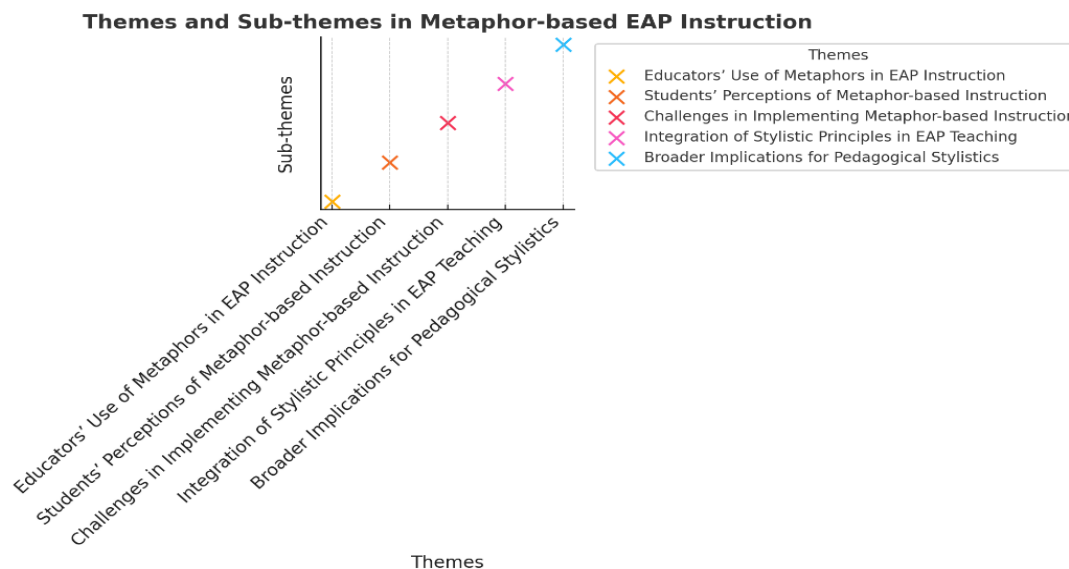 Themes and Sub-themes in Metaphor-based EAP Instruction
Sub-themes
Themes
Educators’ Use of Metaphors in EAP Instruction
Students’ Perceptions of Metaphor-based Instruction
Challenges in Implementing Metaphor-based Instruction
Integration of Stylistic Principles in EAP Teaching
Broader Implications for Pedagogical Stylistics
Educators’ Use of Metaphors in EAP Instruction
Students’ Perceptions of Metaphor-based Instruction
Challenges in Implementing Metaphor-based Instruction
Integration of Stylistic Principles in EAP Teaching
Broader Implications for Pedagogical Stylistics
Themes